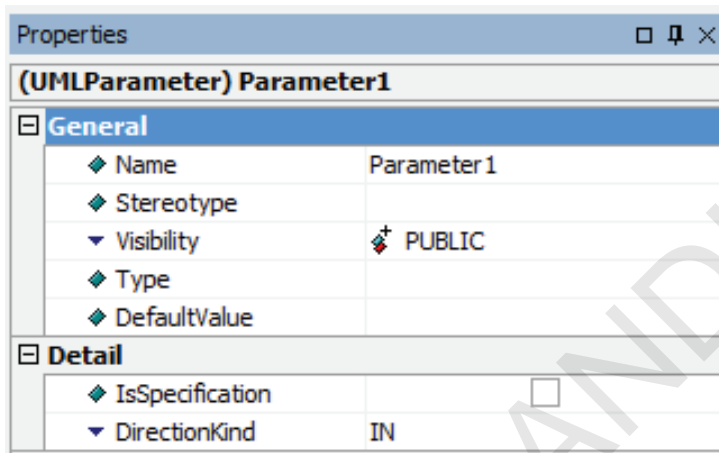 Properties
(UMLParameter) Parameter1
General
Name Parameter1
Stereotype
Visibility PUBLIC
Type
DefaultValue
Detail
IsSpecification
DirectionKind IN